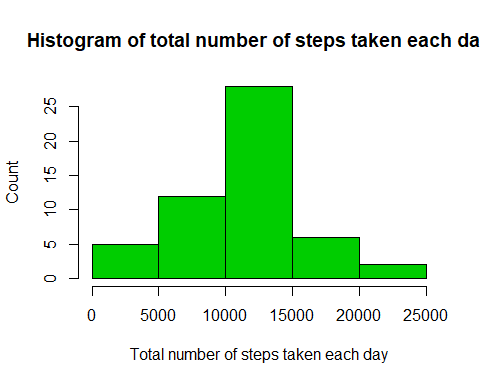 Histogram of total number of steps taken each da
Count
25
20
15
10
5
0
0 5000 10000 15000 20000 25000
Total number of steps taken each day